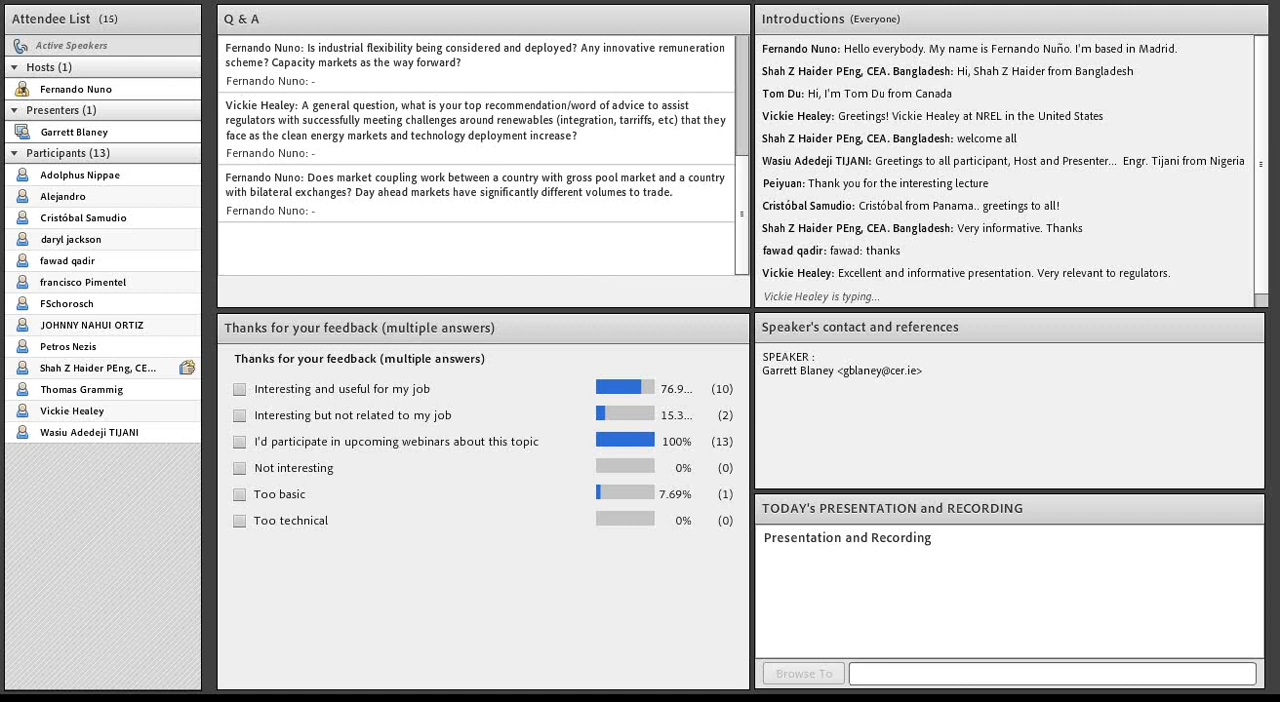 Attendee List (15)
Active Speakers
Hosts (1)
Fernando Nuno
Presenters (1)
Garrett Blaney
Participants (13)
Adolphus Nippae
Alejandro
Cristóbal Samudio
daryl jackson
fawad qadir
francisco Pimentel
FSchorosch
JOHNNY NAHUI ORTIZ
Petros Nezis
Shah Z Haider PEng, CE...
Thomas Grammig
Vickie Healey
Wasiu Adedeji TIJANI
Q & A
Fernando Nuno: Is industrial flexibility being considered and deployed? Any innovative remuneration
scheme? Capacity markets as the way forward?
Fernando Nuno: -
Vickie Healey: A general question, what is your top recommendation/word of advice to assist
regulators with successfully meeting challenges around renewables (integration, tarriffs, etc) that they
face as the clean energy markets and technology deployment increase?
Fernando Nuno: -
Fernando Nuno: Does market coupling work between a country with gross pool market and a country
with bilateral exchanges? Day ahead markets have significantly different volumes to trade.
Fernando Nuno: -
Thanks for your feedback (multiple answers)
Thanks for your feedback (multiple answers)
Interesting and useful for my job 76.9... (10)
Interesting but not related to my job 15.3... (2)
I'd participate in upcoming webinars about this topic 100% (13)
Not interesting 0% (0)
Too basic 7.69% (1)
Too technical 0% (0)
Introductions (Everyone)
Fernando Nuno: Hello everybody. My name is Fernando Nuño. I'm based in Madrid.
Shah Z Haider PEng, CEA. Bangladesh: Hi, Shah Z Haider from Bangladesh
Tom Du: Hi, I'm Tom Du from Canada
Vickie Healey: Greetings! Vickie Healey at NREL in the United States
Shah Z Haider PEng, CEA. Bangladesh: welcome all
Wasiu Adedeji TIJANI: Greetings to all participant, Host and Presenter... Engr. Tijani from Nigeria
Peiyuan: Thank you for the interesting lecture
Cristóbal Samudio: Cristóbal from Panama.. greetings to all!
Shah Z Haider PEng, CEA. Bangladesh: Very informative. Thanks
fawad qadir: fawad: thanks
Vickie Healey: Excellent and informative presentation. Very relevant to regulators.
Vickie Healey is typing...
Speaker's contact and references
SPEAKER :
Garrett Blaney <gblaney@cer.ie>
TODAY's PRESENTATION and RECORDING
Presentation and Recording
Browse To